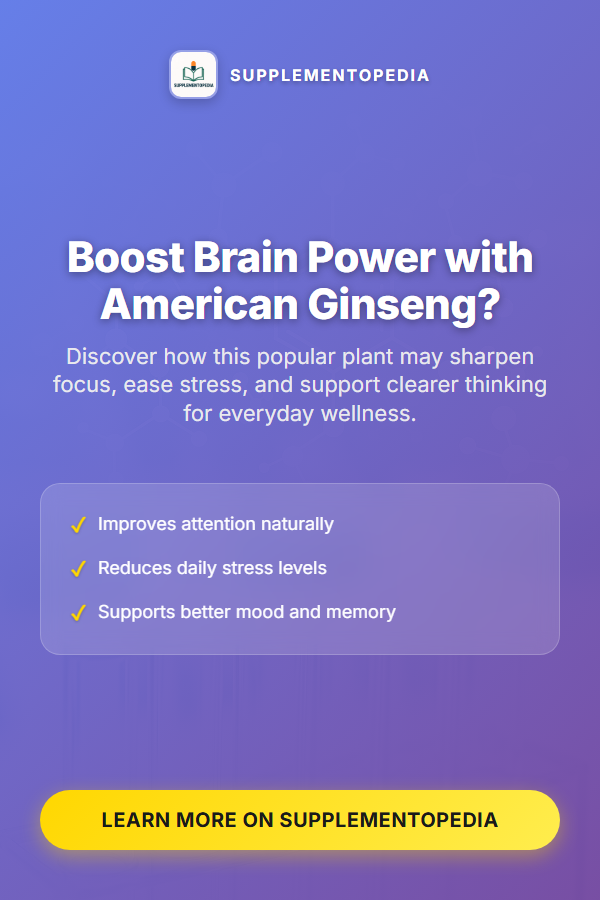 SUPPLEMENTOPEDIA
SUPPLEMENTOPEDIA
Boost Brain Power with
American Ginseng?
Discover how this popular plant may sharpen
focus, ease stress, and support clearer thinking
for everyday wellness.
✓ Improves attention naturally
✓ Reduces daily stress levels
✓ Supports better mood and memory
LEARN MORE ON SUPPLEMENTOPEDIA